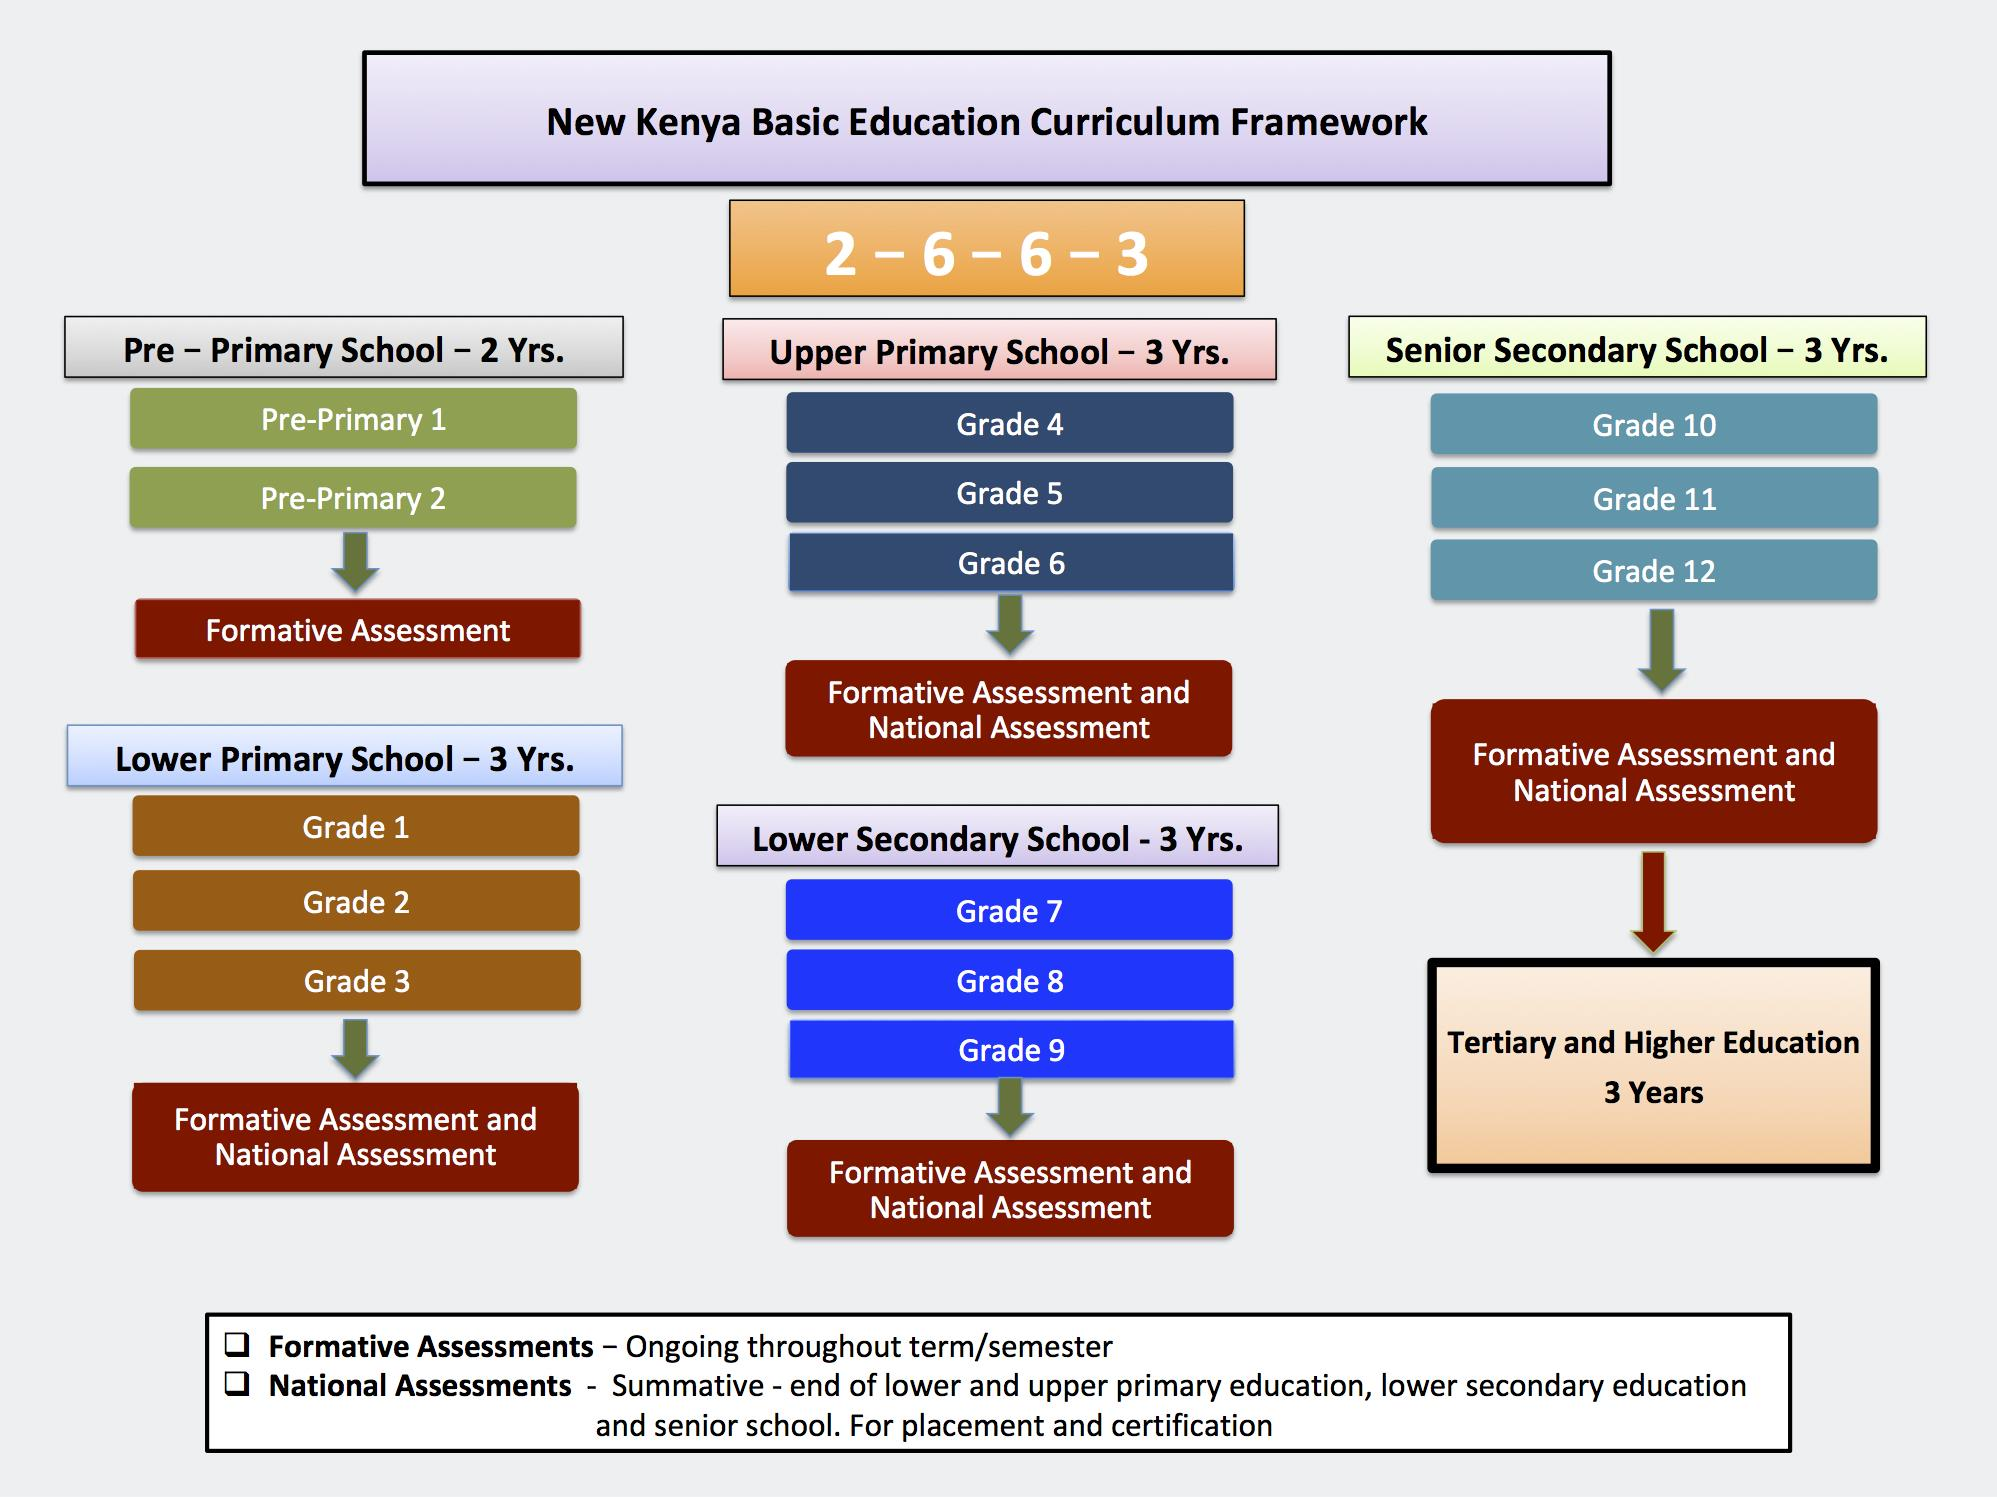 New Kenya Basic Education Curriculum Framework
2 – 6 – 6 – 3
Pre – Primary School – 2 Yrs.
Pre-Primary 1
Pre-Primary 2
Formative Assessment
Lower Primary School – 3 Yrs.
Grade 1
Grade 2
Grade 3
Formative Assessment and
National Assessment
Upper Primary School – 3 Yrs.
Grade 4
Grade 5
Grade 6
Formative Assessment and
National Assessment
Lower Secondary School - 3 Yrs.
Grade 7
Grade 8
Grade 9
Formative Assessment and
National Assessment
Senior Secondary School – 3 Yrs.
Grade 10
Grade 11
Grade 12
Formative Assessment and
National Assessment
Tertiary and Higher Education
3 Years
❑ Formative Assessments – Ongoing throughout term/semester
❑ National Assessments - Summative - end of lower and upper primary education, lower secondary education
and senior school. For placement and certification